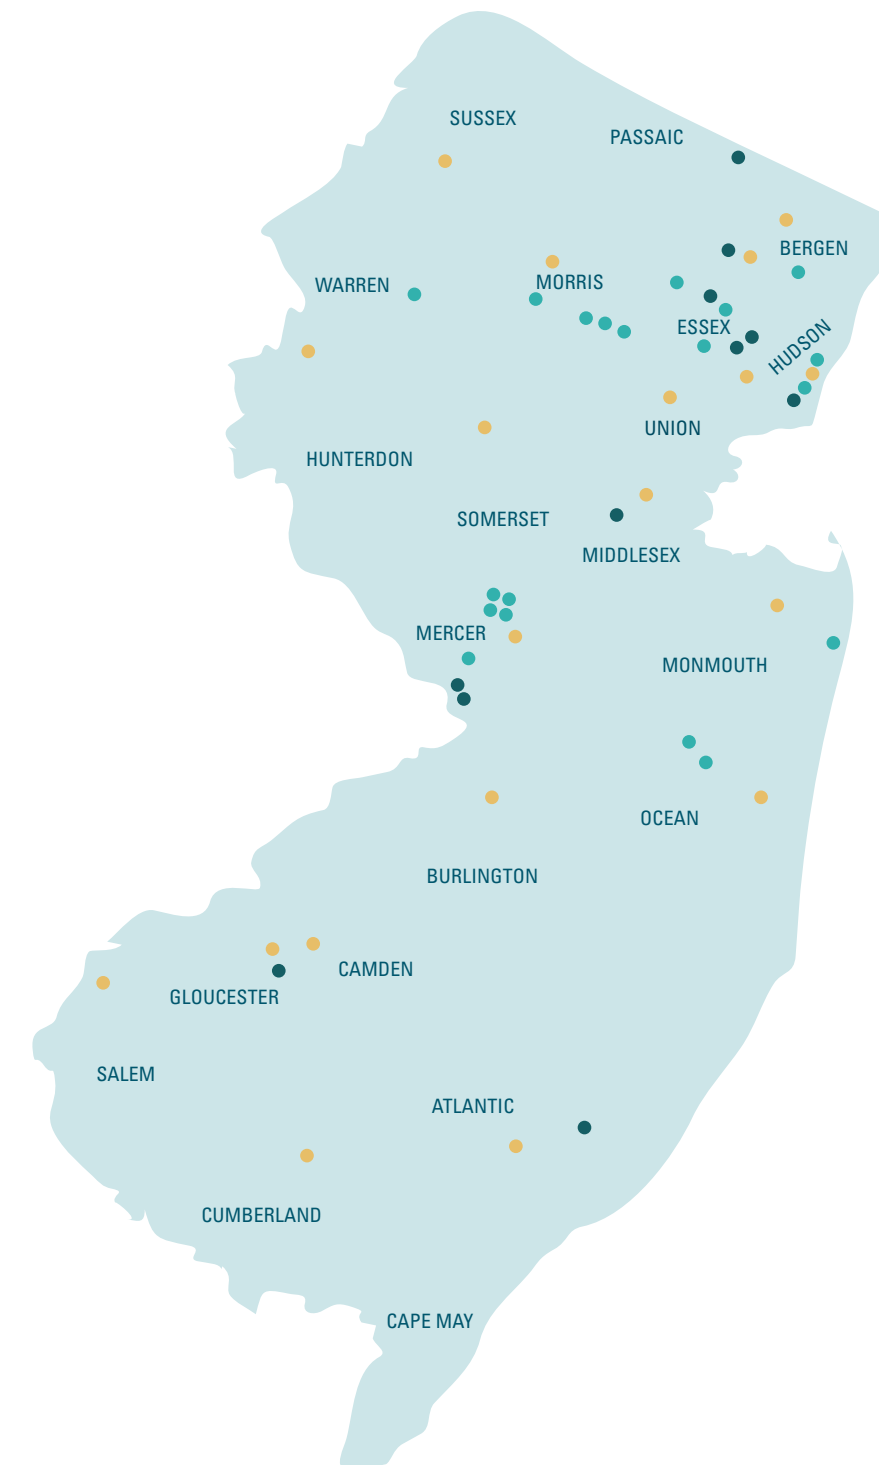 SUSSEX
PASSAIC
BERGEN
WARREN
MORRIS
ESSEX
HUDSON
UNION
HUNTERDON
SOMERSET
MIDDLESEX
MERCER
MONMOUTH
OCEAN
BURLINGTON
CAMDEN
GLOUCESTER
SALEM
ATLANTIC
CUMBERLAND
CAPE MAY